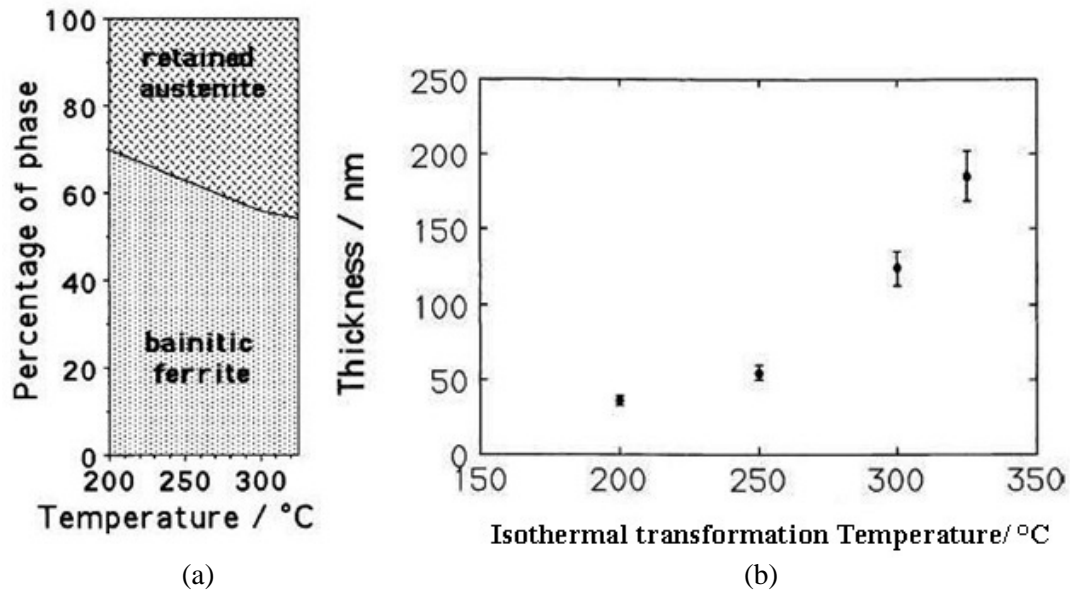 Percentage of phase
100
80
60
40
20
0
retained
austenite
bainitic
ferrite
200 250 300
Temperature / °C
(a)
Thickness / nm
250
200
150
100
50
0
150 200 250 300 350
Isothermal transformation Temperature/ °C
(b)